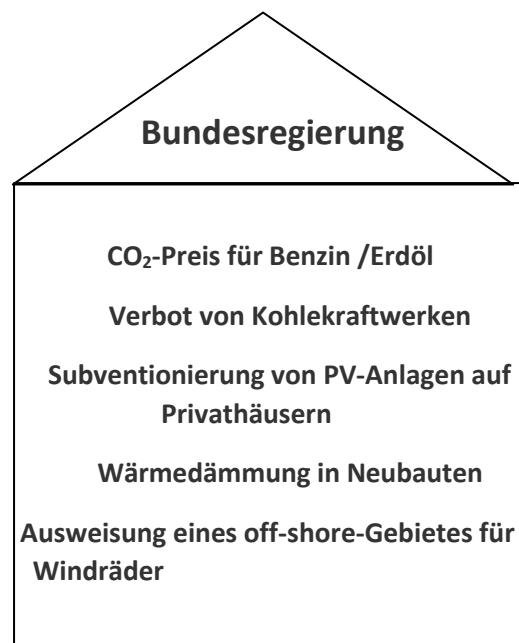 Bundesregierung
CO₂-Preis für Benzin /Erdöl
Verbot von Kohlekraftwerken
Subventionierung von PV-Anlagen auf
Privathäusern
Wärmedämmung in Neubauten
Ausweisung eines off-shore-Gebietes für
Windräder